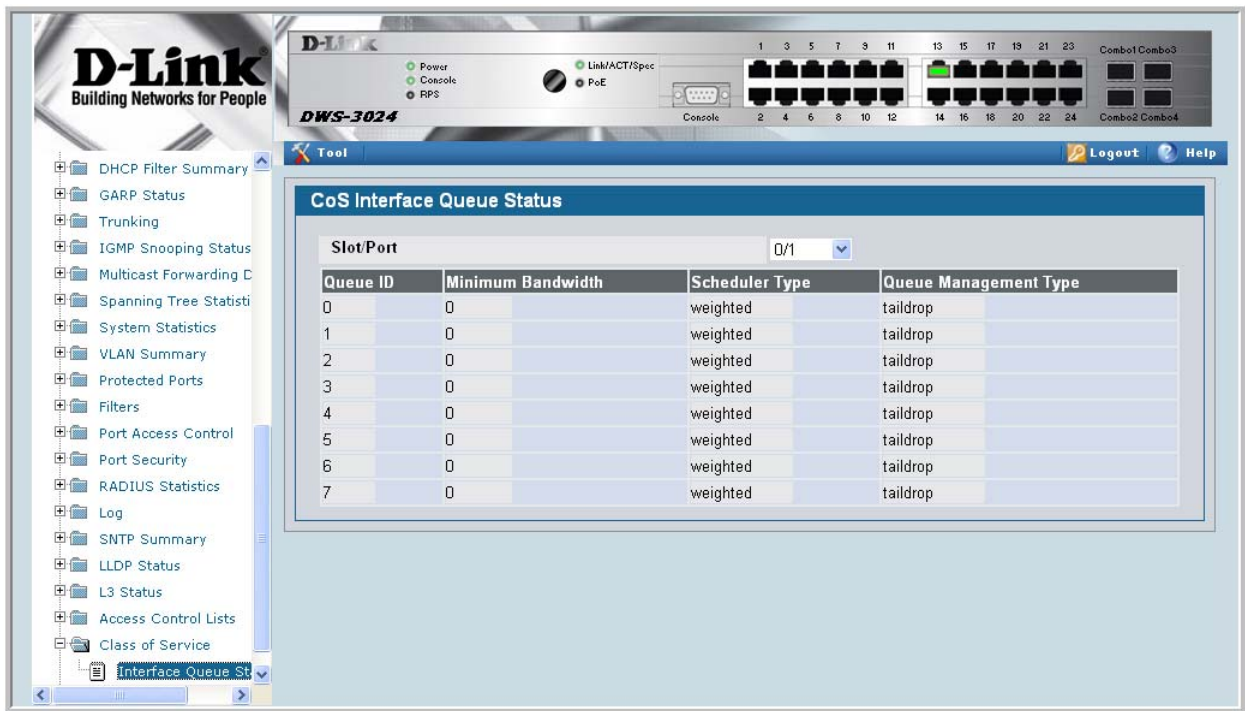 D-Link
Building Networks for People
D-Link
Power
Console
RPS
Link/ACT/Spec
PoE
DWS-3024
Console
1 3 5 7 9 11 13 15 17 19 21 23
2 4 6 8 10 12 14 16 18 20 22 24
Combo1 Combo3
Combo2 Combo4
Tool
Logout
Help
DHCP Filter Summary
GARP Status
Trunking
IGMP Snooping Status
Multicast Forwarding D
Spanning Tree Statisti
System Statistics
VLAN Summary
Protected Ports
Filters
Port Access Control
Port Security
RADIUS Statistics
Log
SNTP Summary
LLDP Status
L3 Status
Access Control Lists
Class of Service
Interface Queue St
CoS Interface Queue Status
Slot/Port 0/1
Queue ID Minimum Bandwidth Scheduler Type Queue Management Type
0 0 weighted taildrop
1 0 weighted taildrop
2 0 weighted taildrop
3 0 weighted taildrop
4 0 weighted taildrop
5 0 weighted taildrop
6 0 weighted taildrop
7 0 weighted taildrop